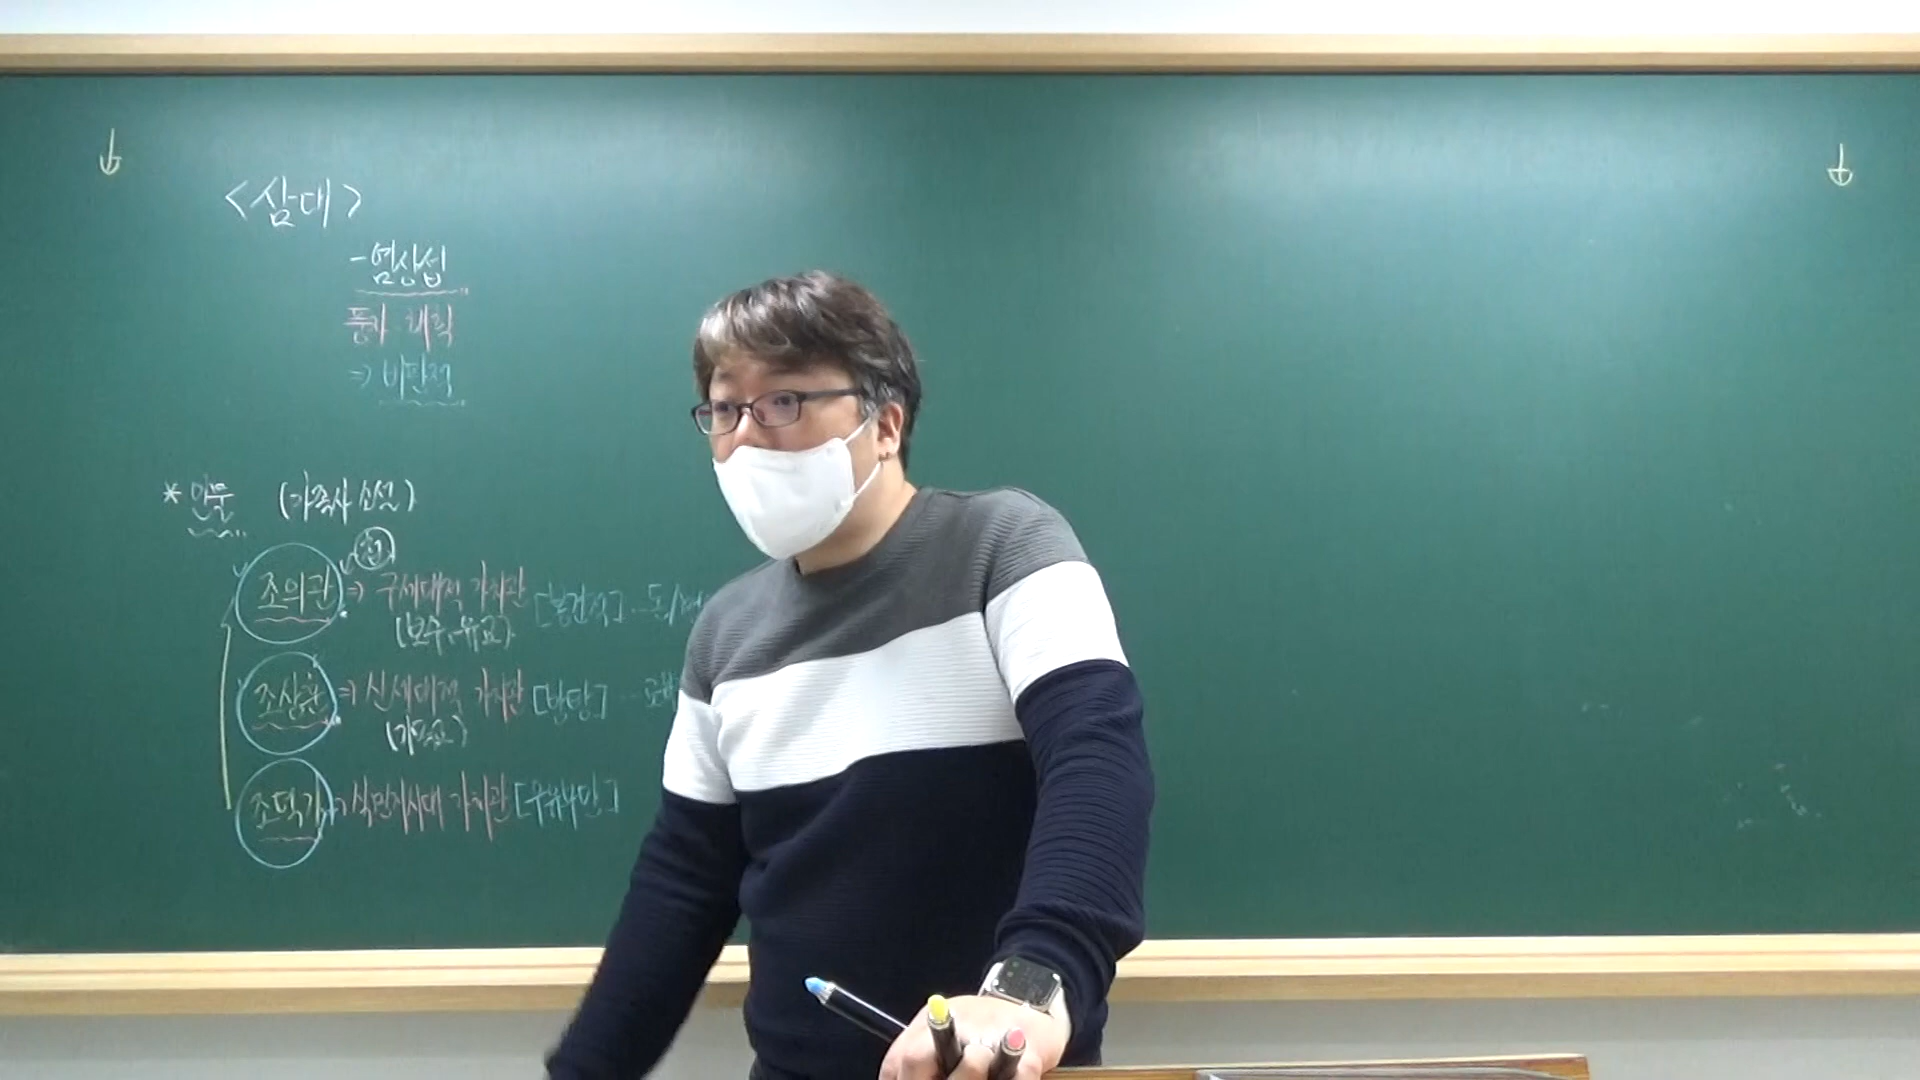 <삼대>
-염상섭
풍자·해학
⇒ 비판적
* 인물 (가족사 소설)
조의관 ⇒ 구세대적 가치관 [봉건적]
(보수, 유교)
조상훈 ⇒ 신세대적 가치관 [방탕]
(기독교)
조덕기 식민지시대 가치관 [우유부단]